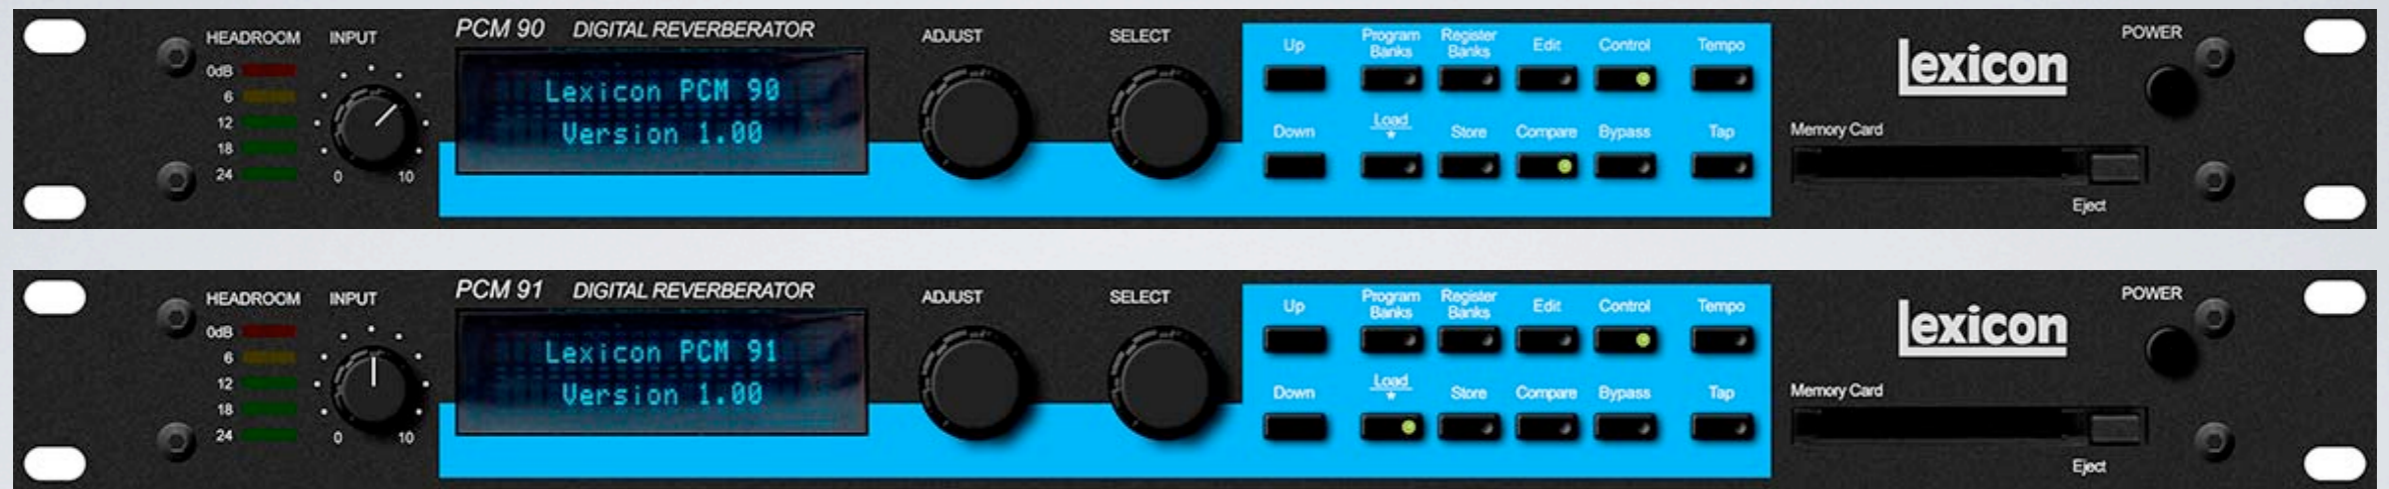 PCM 90 DIGITAL REVERBERATOR
HEADROOM INPUT ADJUST SELECT POWER
Up Program Banks Register Banks Edit Control Tempo
0dB
6
12
18
24
0 10
Lexicon PCM 90
Version 1.00
Down Load ★ Store Compare Bypass Tap
lexicon
Memory Card
Eject
PCM 91 DIGITAL REVERBERATOR
HEADROOM INPUT ADJUST SELECT POWER
Up Program Banks Register Banks Edit Control Tempo
0dB
6
12
18
24
0 10
Lexicon PCM 91
Version 1.00
Down Load ★ Store Compare Bypass Tap
lexicon
Memory Card
Eject